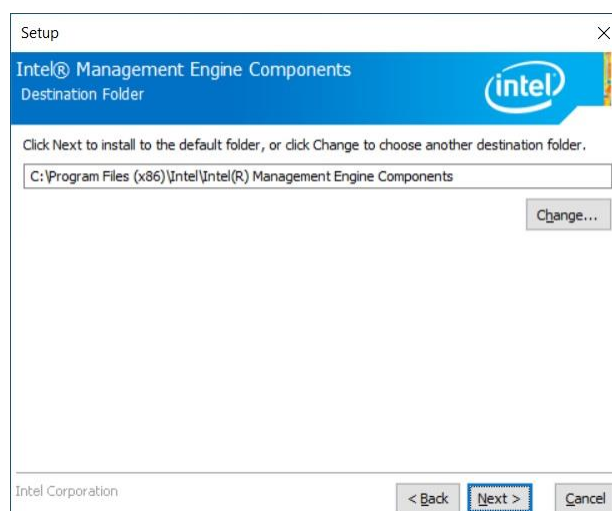 Setup
Intel® Management Engine Components
Destination Folder
intel
Click Next to install to the default folder, or click Change to choose another destination folder.
C:\Program Files (x86)\Intel\Intel(R) Management Engine Components
Change...
Intel Corporation
< Back Next > Cancel